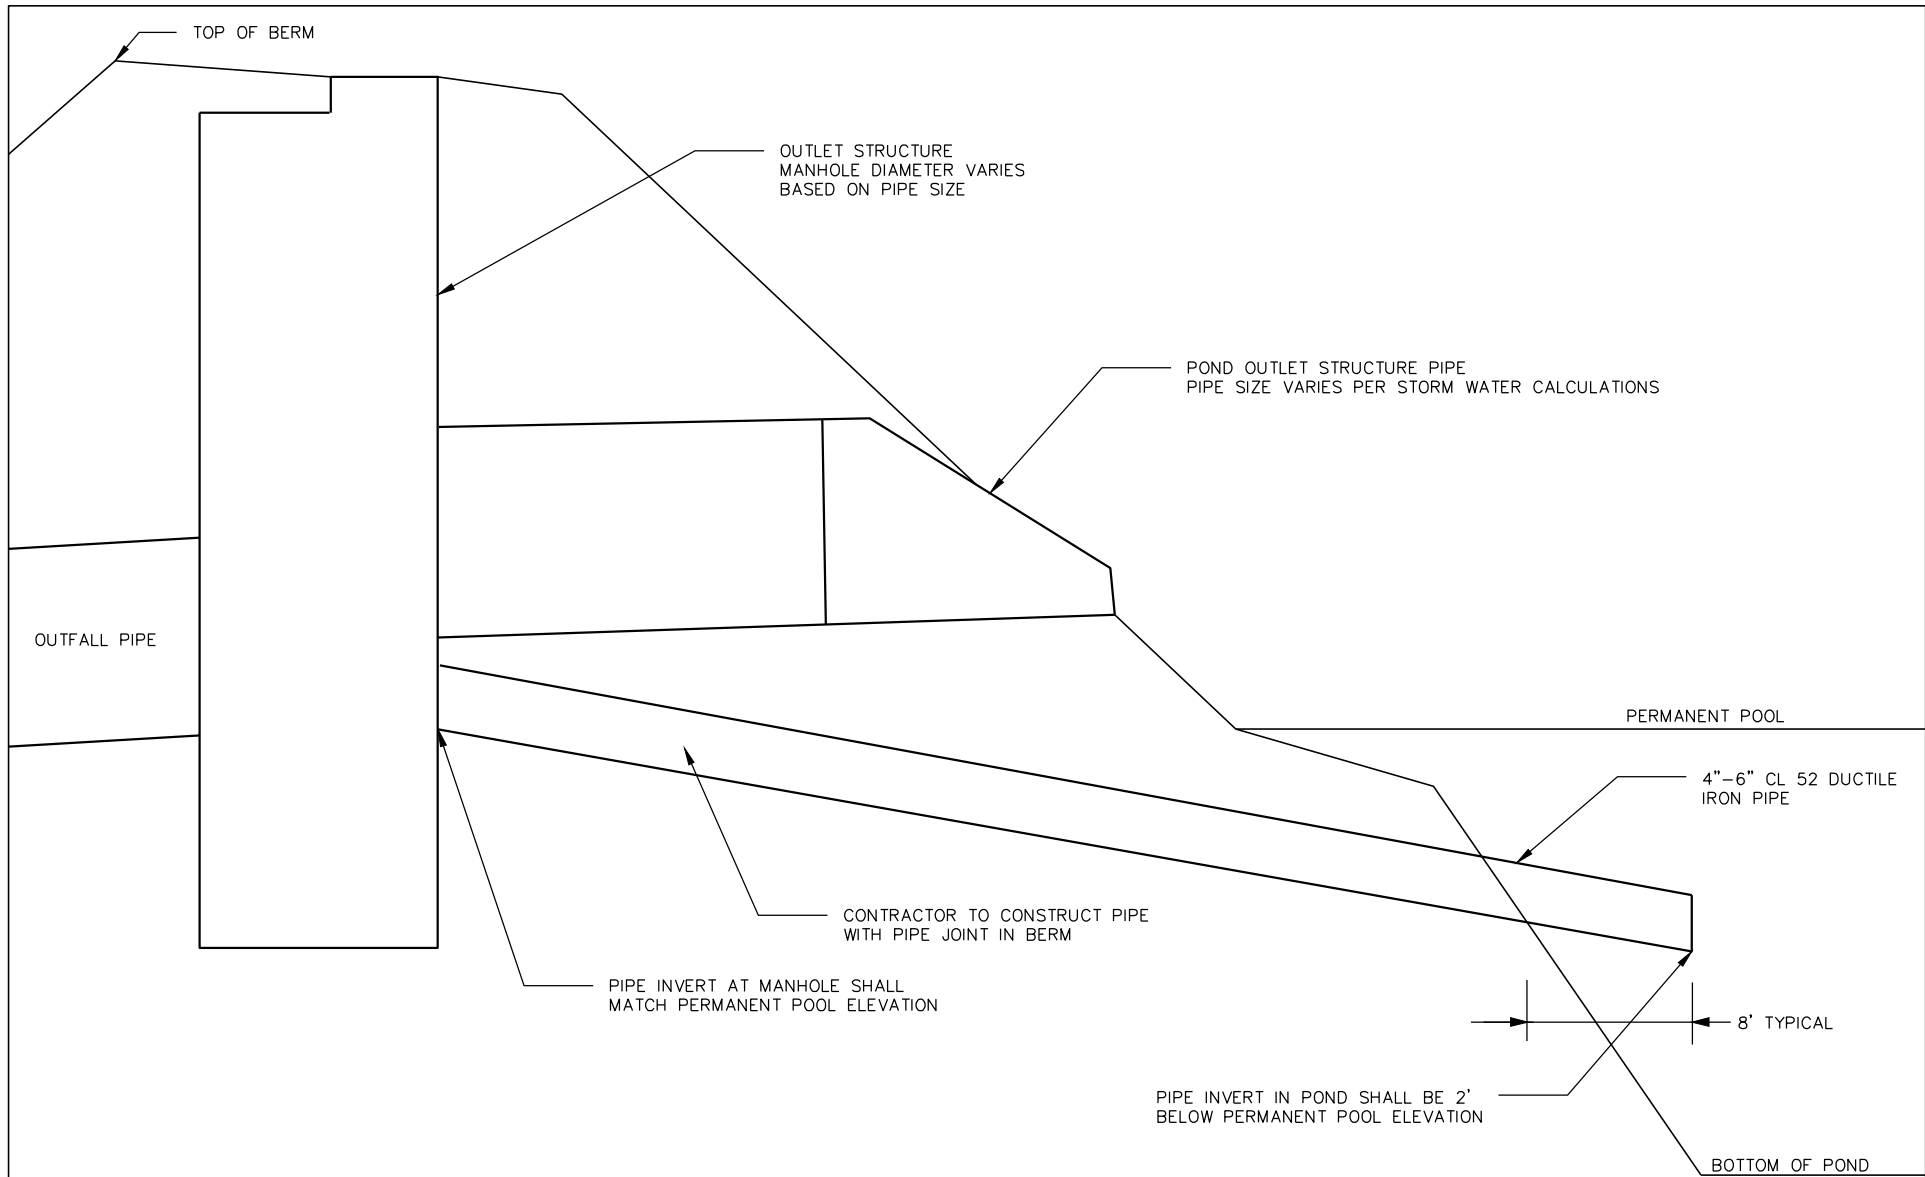 TOP OF BERM
OUTLET STRUCTURE
MANHOLE DIAMETER VARIES
BASED ON PIPE SIZE
POND OUTLET STRUCTURE PIPE
PIPE SIZE VARIES PER STORM WATER CALCULATIONS
OUTFALL PIPE
PERMANENT POOL
4"-6" CL 52 DUCTILE
IRON PIPE
CONTRACTOR TO CONSTRUCT PIPE
WITH PIPE JOINT IN BERM
PIPE INVERT AT MANHOLE SHALL
MATCH PERMANENT POOL ELEVATION
8' TYPICAL
PIPE INVERT IN POND SHALL BE 2'
BELOW PERMANENT POOL ELEVATION
BOTTOM OF POND